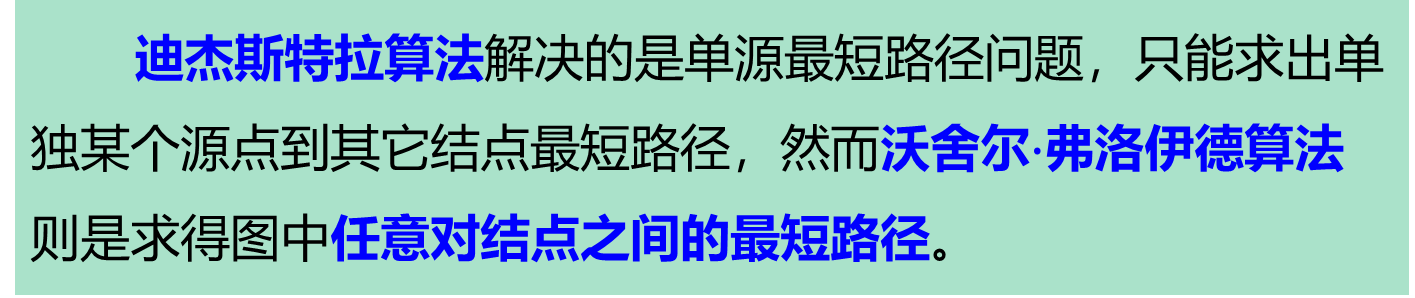 迪杰斯特拉算法解决的是单源最短路径问题，只能求出单
独某个源点到其它结点最短路径，然而沃舍尔·弗洛伊德算法
则是求得图中任意对结点之间的最短路径。